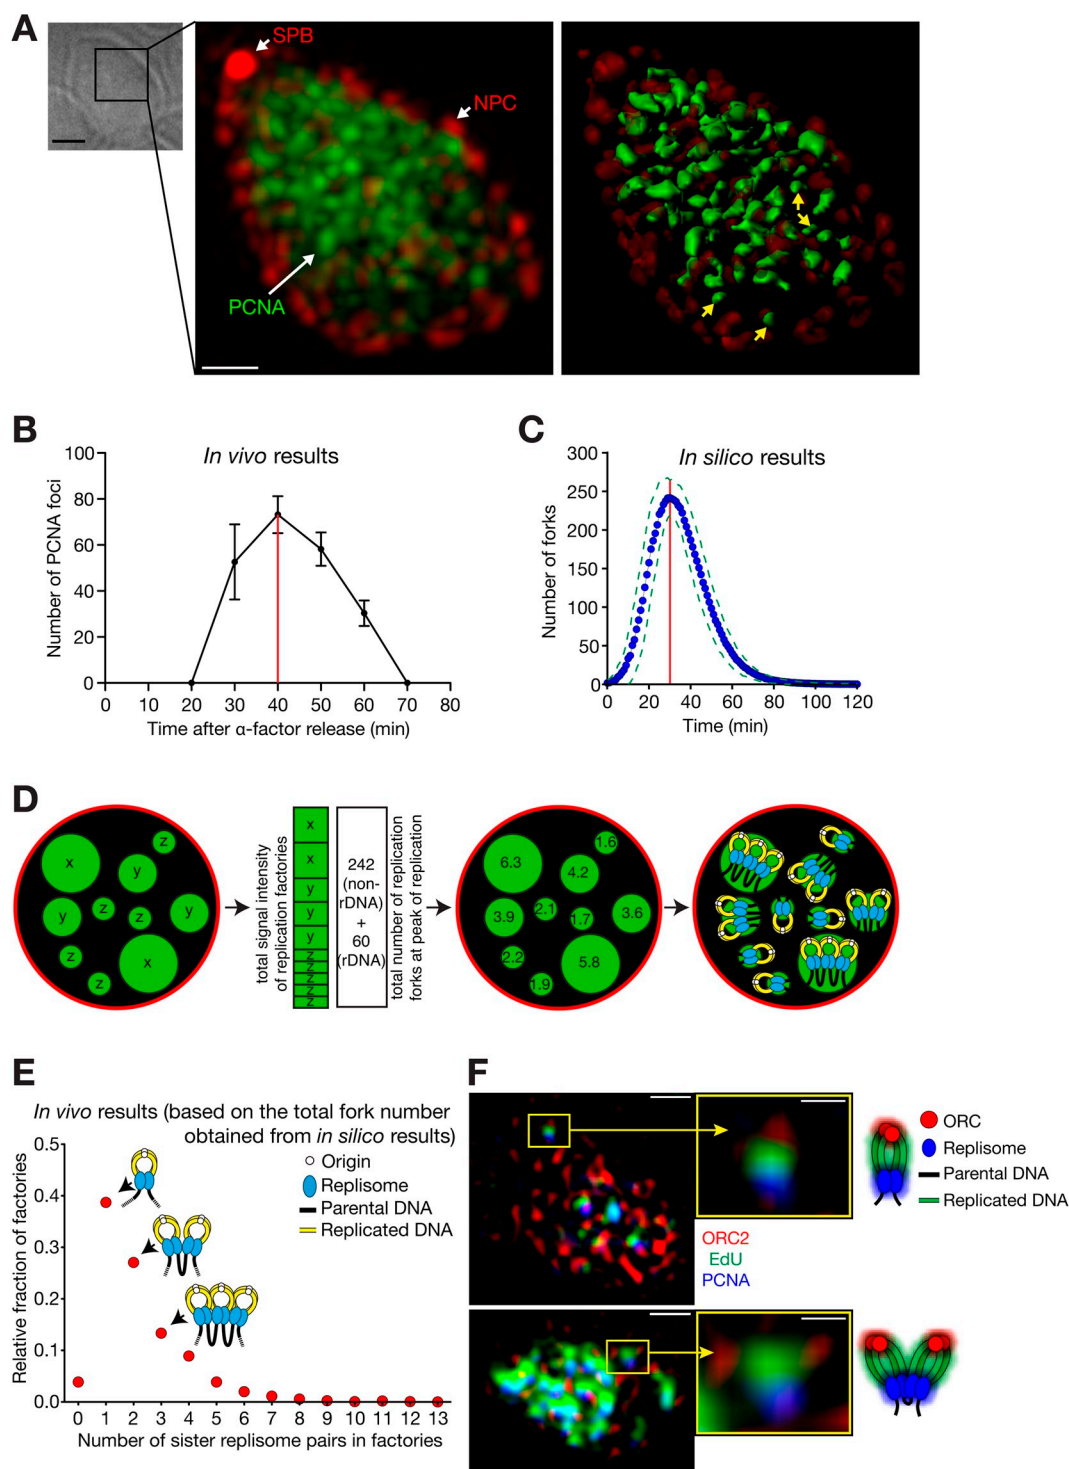 A
SPB
NPC
PCNA
B
In vivo results
Number of PCNA foci
100
80
60
40
20
0
0 10 20 30 40 50 60 70 80
Time after α-factor release (min)
C
In silico results
Number of forks
300
250
200
150
100
50
0
0 20 40 60 80 100 120
Time (min)
D
x
z
y
y
z
z
y
z
x
z
total signal intensity
of replication factories
x
x
y
y
y
z
z
z
z
z
242
(non-
rDNA)
+
60
(rDNA)
total number of replication
forks at peak of replication
1.6
6.3
4.2
3.9
2.1
1.7
3.6
2.2
5.8
1.9
E
In vivo results (based on the total fork number
obtained from in silico results)
Relative fraction of factories
0.5
0.4
0.3
0.2
0.1
0.0
Origin
Replisome
Parental DNA
Replicated DNA
0 1 2 3 4 5 6 7 8 9 10 11 12 13
Number of sister replisome pairs in factories
F
ORC2
EdU
PCNA
ORC
Replisome
Parental DNA
Replicated DNA